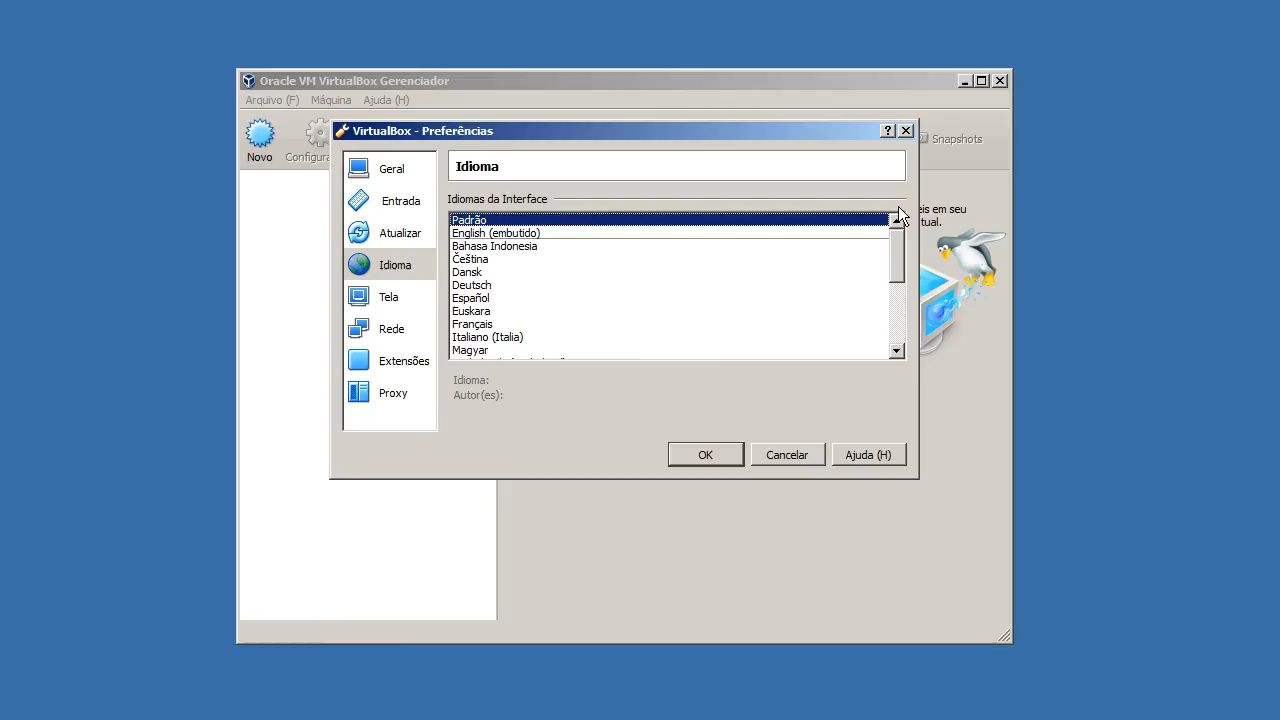 Oracle VM VirtualBox Gerenciador
Arquivo (F) Máquina Ajuda (H)
Novo
Configura
Snapshots
VirtualBox - Preferências
Geral
Entrada
Atualizar
Idioma
Tela
Rede
Extensões
Proxy
Idioma
Idiomas da Interface
Padrão
English (embutido)
Bahasa Indonesia
Čeština
Dansk
Deutsch
Español
Euskara
Français
Italiano (Italia)
Magyar
Idioma:
Autor(es):
OK
Cancelar
Ajuda (H)
eis em seu
tual.